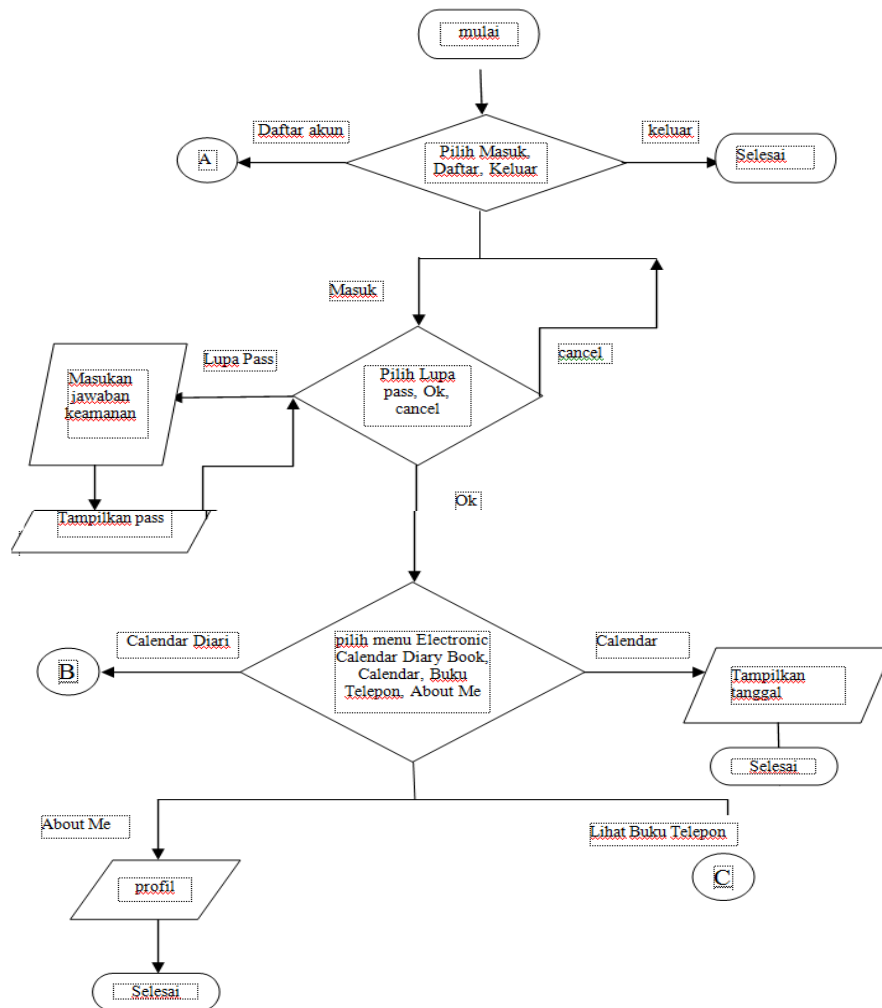 mulai
Daftar akun
keluar
A
Pilih Masuk,
Daftar, Keluar
Selesai
Masuk
cancel
Lupa Pass
Masukan
jawaban
keamanan
Pilih Lupa
pass, Ok,
cancel
Ok
Tampilkan pass
Calendar Diari
Calendar
B
pilih menu Electronic
Calendar Diary Book,
Calendar, Buku
Telepon, About Me
Tampilkan
tanggal
Selesai
About Me
Lihat Buku Telepon
profil
C
Selesai